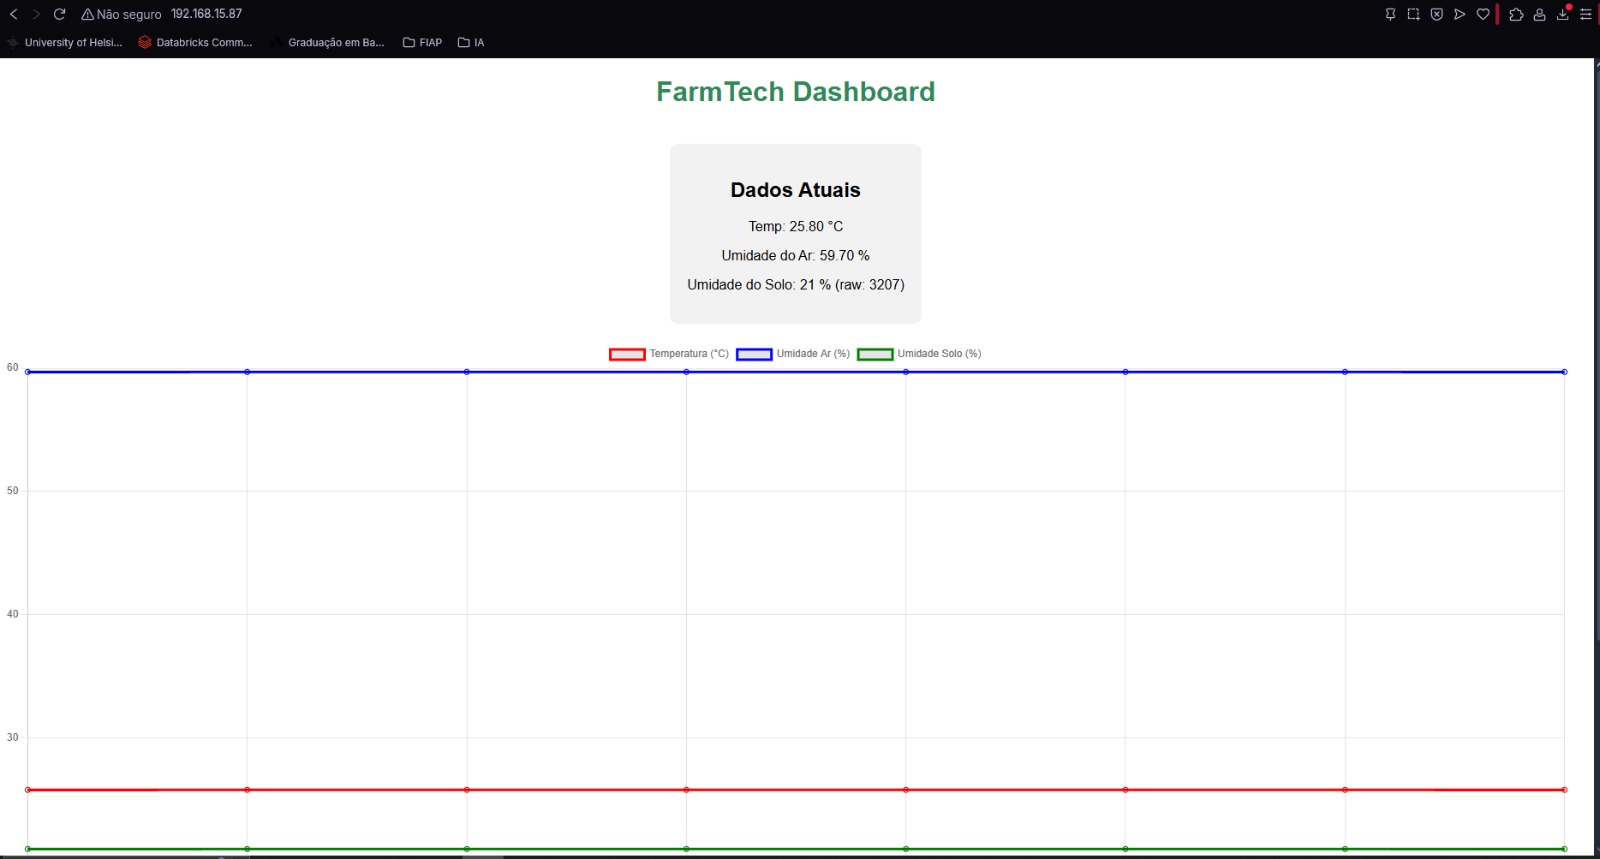 Não seguro 192.168.15.87
University of Helsi... Databricks Comm... Graduação em Ba... FIAP IA
FarmTech Dashboard
Dados Atuais
Temp: 25.80 °C
Umidade do Ar: 59.70 %
Umidade do Solo: 21 % (raw: 3207)
Temperatura (°C) Umidade Ar (%) Umidade Solo (%)
60
50
40
30